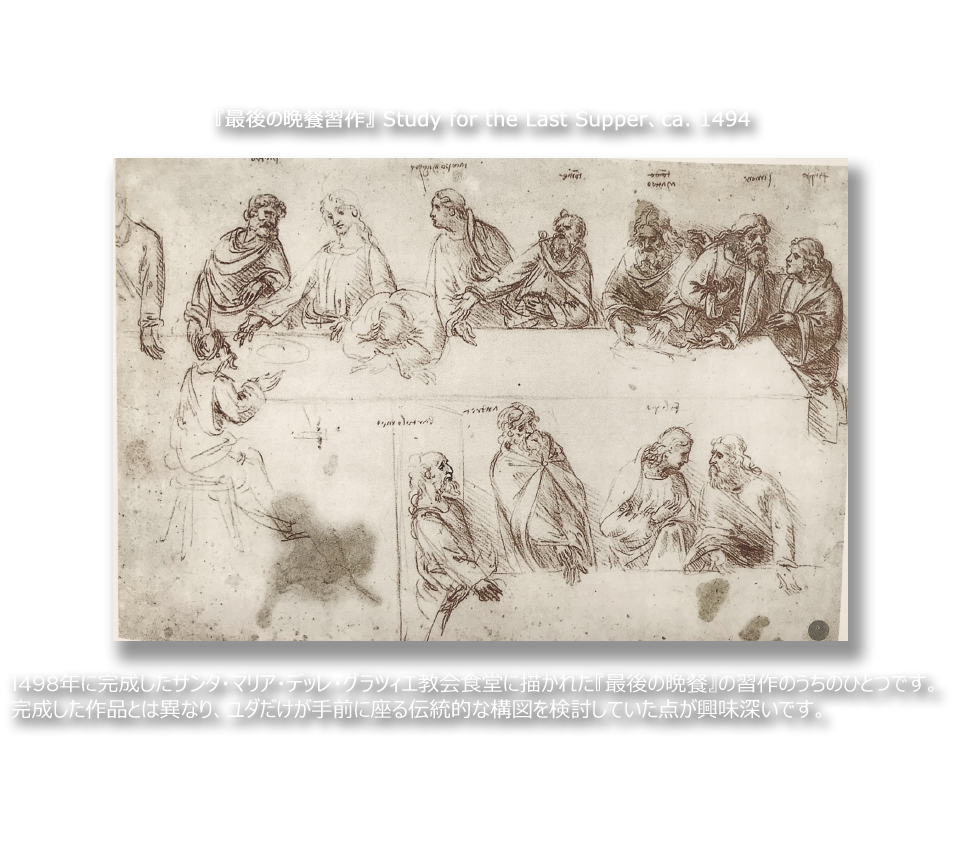 『最後の晩餐習作』 Study for the Last Supper、ca. 1494
1498年に完成したサンタ・マリア・デッレ・グラツィエ教会食堂に描かれた『最後の晩餐』の習作のうちのひとつです。
完成した作品とは異なり、ユダだけが手前に座る伝統的な構図を検討していた点が興味深いです。